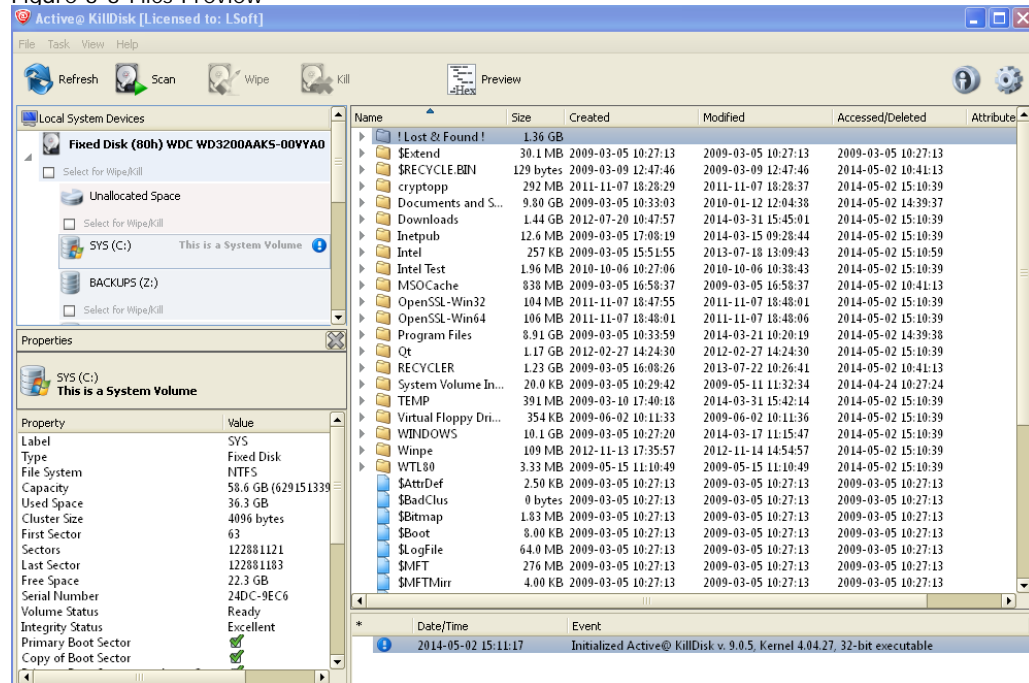 Active@ KillDisk [Licensed to: LSoft]
File Task View Help
Refresh Scan Wipe Kill Preview
Local System Devices
Fixed Disk (80h) WDC WD3200AAKS-00VYA0
Select for Wipe/Kill
Unallocated Space
Select for Wipe/Kill
SYS (C:) This is a System Volume
BACKUPS (Z:)
Select for Wipe/Kill
Properties
SYS (C:)
This is a System Volume
Property Value
Label SYS
Type Fixed Disk
File System NTFS
Capacity 58.6 GB (629151339
Used Space 36.3 GB
Cluster Size 4096 bytes
First Sector 63
Sectors 122881121
Last Sector 122881183
Free Space 22.3 GB
Serial Number 24DC-9EC6
Volume Status Ready
Integrity Status Excellent
Primary Boot Sector
Copy of Boot Sector
Name Size Created Modified Accessed/Deleted Attribute
! Lost & Found ! 1.36 GB
$Extend 30.1 MB 2009-03-05 10:27:13 2009-03-05 10:27:13 2009-03-05 10:27:13
$RECYCLE.BIN 129 bytes 2009-03-09 12:47:46 2009-03-09 12:47:46 2014-05-02 10:41:13
cryptopp 292 MB 2011-11-07 18:28:29 2011-11-07 18:28:37 2014-05-02 15:10:39
Documents and S... 9.80 GB 2009-03-05 10:33:03 2010-01-12 12:04:38 2014-05-02 14:39:37
Downloads 1.44 GB 2012-07-20 10:47:57 2014-03-31 15:45:01 2014-05-02 15:10:39
Inetpub 12.6 MB 2009-03-05 17:08:19 2014-03-15 09:28:44 2014-05-02 15:10:39
Intel 257 KB 2009-03-05 15:51:55 2013-07-18 13:09:43 2014-05-02 15:10:59
Intel Test 1.96 MB 2010-10-06 10:27:06 2010-10-06 10:38:43 2014-05-02 15:10:39
MSOCache 838 MB 2009-03-05 16:58:37 2009-03-05 16:58:37 2014-05-02 10:41:13
OpenSSL-Win32 104 MB 2011-11-07 18:47:55 2011-11-07 18:48:01 2014-05-02 15:10:39
OpenSSL-Win64 106 MB 2011-11-07 18:48:01 2011-11-07 18:48:06 2014-05-02 15:10:39
Program Files 8.91 GB 2009-03-05 10:33:59 2014-03-21 10:20:19 2014-05-02 14:39:38
Qt 1.17 GB 2012-02-27 14:24:30 2012-02-27 14:24:30 2014-05-02 15:10:39
RECYCLER 1.23 GB 2009-03-05 16:08:26 2013-07-22 10:26:41 2014-05-02 10:41:13
System Volume In... 20.0 KB 2009-03-05 10:29:42 2009-05-11 11:32:34 2014-04-24 10:27:24
TEMP 391 MB 2009-03-10 17:40:18 2014-03-31 15:42:14 2014-05-02 15:10:39
Virtual Floppy Dri... 354 KB 2009-06-02 10:11:33 2009-06-02 10:11:36 2014-05-02 15:10:39
WINDOWS 10.1 GB 2009-03-05 10:27:20 2014-03-17 11:15:47 2014-05-02 15:10:39
Winpe 109 MB 2012-11-13 17:35:57 2012-11-14 14:54:57 2014-05-02 15:10:39
WTL80 3.33 MB 2009-05-15 11:10:49 2009-05-15 11:10:49 2014-05-02 15:10:39
$AttrDef 2.50 KB 2009-03-05 10:27:13 2009-03-05 10:27:13 2009-03-05 10:27:13
$BadClus 0 bytes 2009-03-05 10:27:13 2009-03-05 10:27:13 2009-03-05 10:27:13
$Bitmap 1.83 MB 2009-03-05 10:27:13 2009-03-05 10:27:13 2009-03-05 10:27:13
$Boot 8.00 KB 2009-03-05 10:27:13 2009-03-05 10:27:13 2009-03-05 10:27:13
$LogFile 64.0 MB 2009-03-05 10:27:13 2009-03-05 10:27:13 2009-03-05 10:27:13
$MFT 276 MB 2009-03-05 10:27:13 2009-03-05 10:27:13 2009-03-05 10:27:13
$MFTMirr 4.00 KB 2009-03-05 10:27:13 2009-03-05 10:27:13 2009-03-05 10:27:13
* Date/Time Event
2014-05-02 15:11:17 Initialized Active@ KillDisk v. 9.0.5, Kernel 4.04.27, 32-bit executable